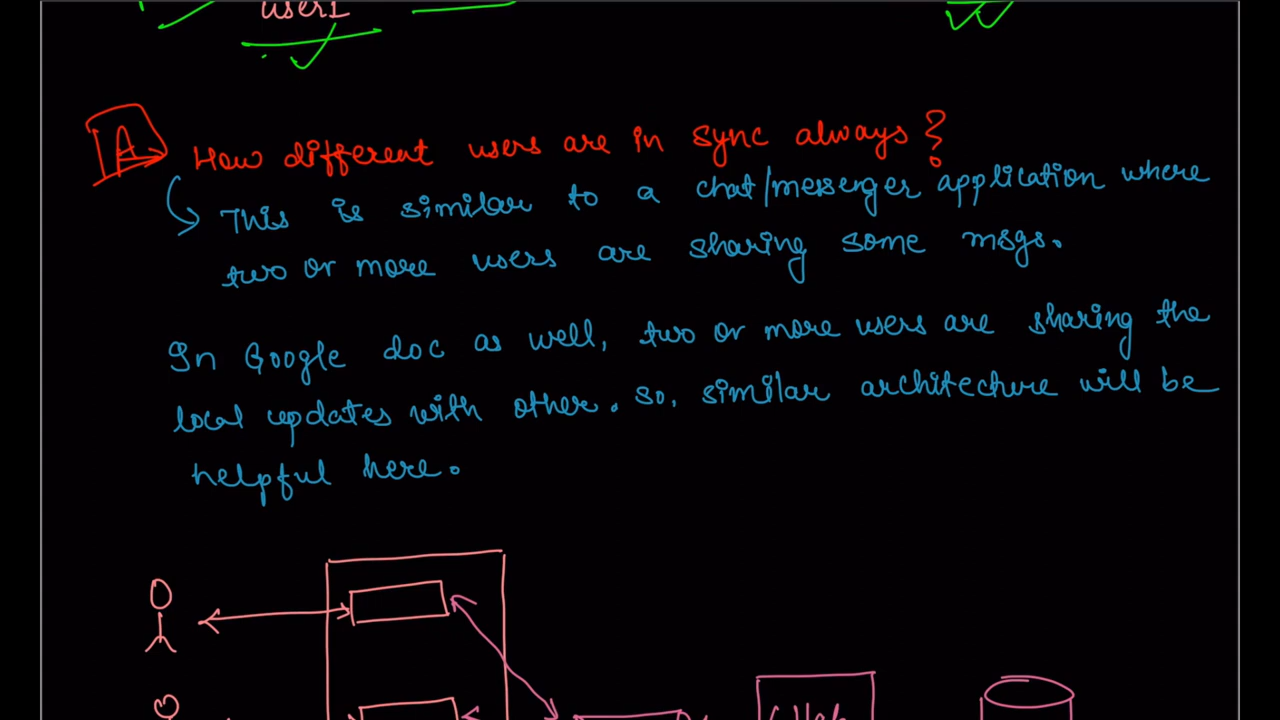 user1
A How different users are in sync always?
This is similar to a chat/messenger application where
two or more users are sharing some msgs.
In Google doc as well, two or more users are sharing the
local updates with other. so, similar architecture will be
helpful here.